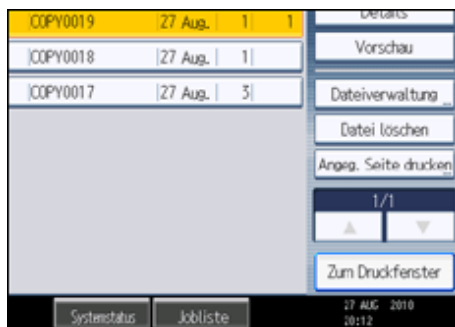 COPY0019 27 Aug. 1 1
COPY0018 27 Aug. 1
COPY0017 27 Aug. 3
Details
Vorschau
Dateiverwaltung
Datei löschen
Angeg. Seite drucken
1/1
▲ ▼
Zum Druckfenster
Systemstatus Jobliste
27 AUG 2010
20:12